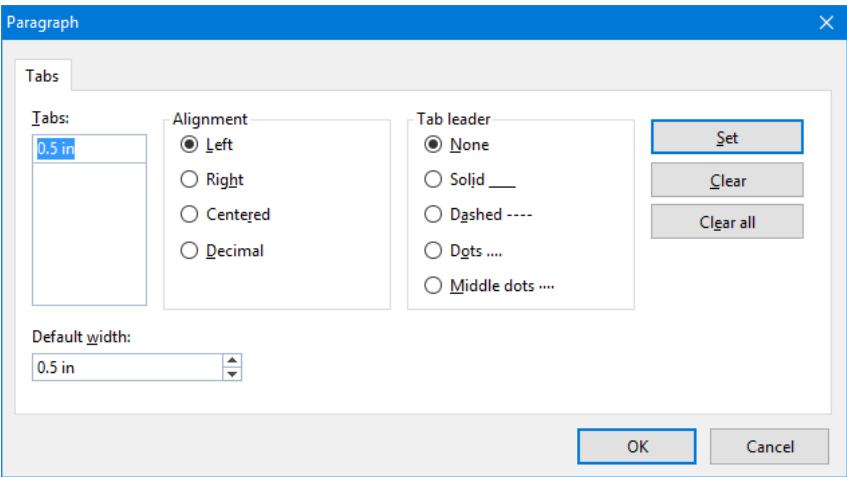 Paragraph
Tabs
Tabs:
0.5 in
Alignment
Left
Right
Centered
Decimal
Tab leader
None
Solid ___
Dashed ----
Dots ....
Middle dots ····
Set
Clear
Clear all
Default width:
0.5 in
OK
Cancel